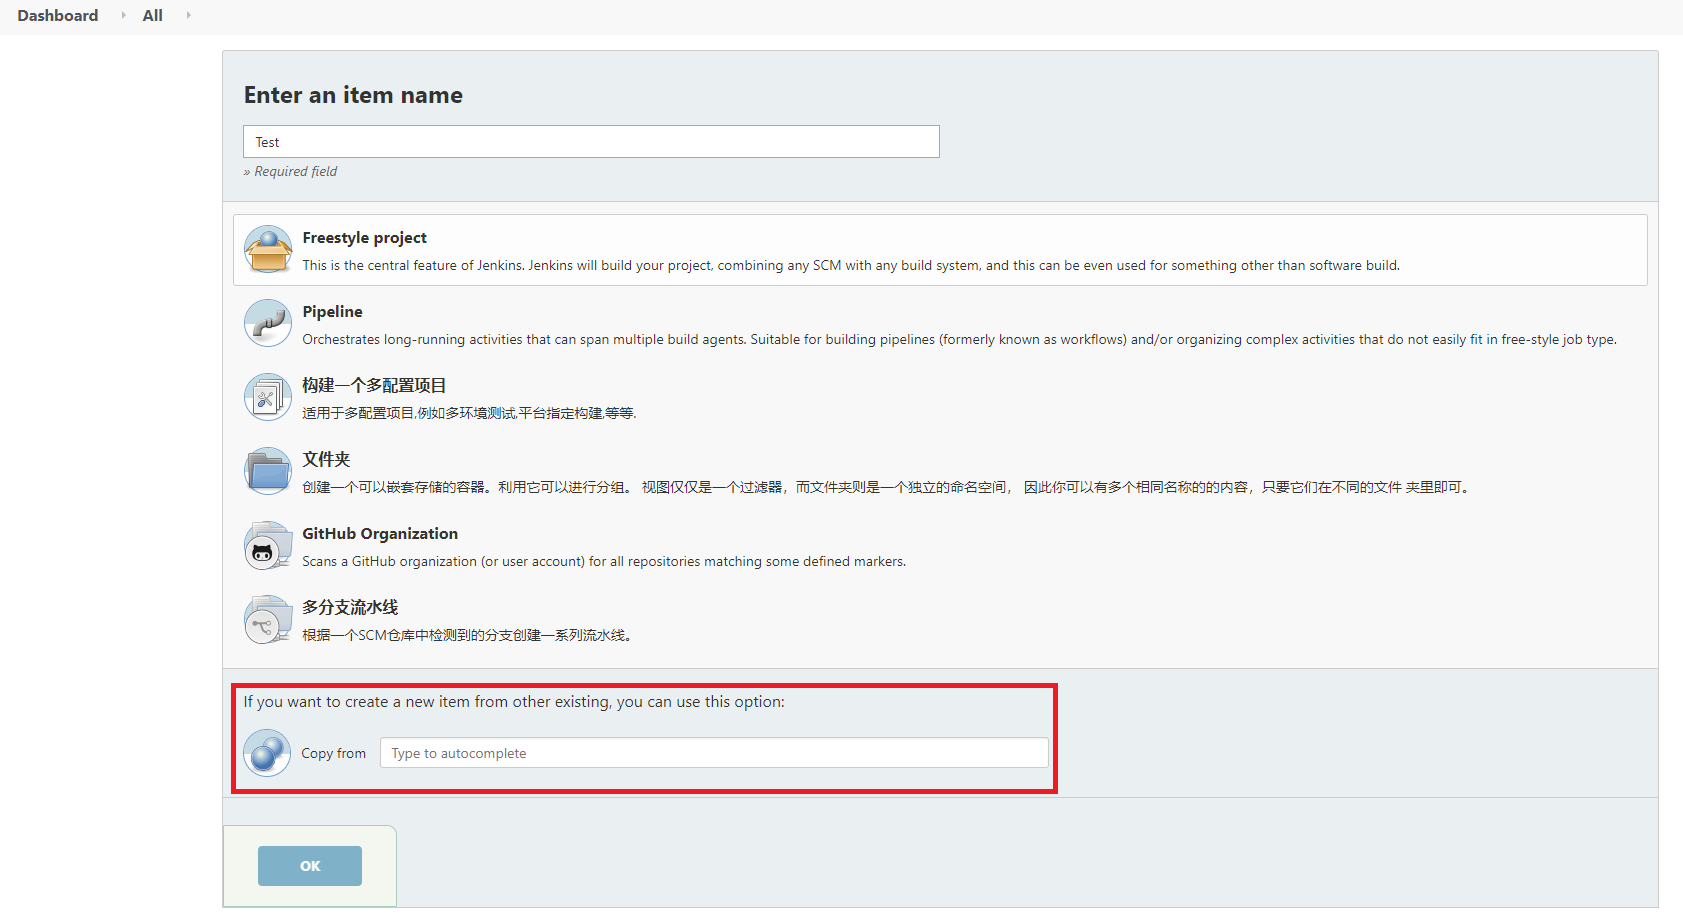 Dashboard All
Enter an item name
Test
» Required field
Freestyle project
This is the central feature of Jenkins. Jenkins will build your project, combining any SCM with any build system, and this can be even used for something other than software build.
Pipeline
Orchestrates long-running activities that can span multiple build agents. Suitable for building pipelines (formerly known as workflows) and/or organizing complex activities that do not easily fit in free-style job type.
构建一个多配置项目
适用于多配置项目,例如多环境测试,平台指定构建,等等.
文件夹
创建一个可以嵌套存储的容器。利用它可以进行分组。 视图仅仅是一个过滤器，而文件夹则是一个独立的命名空间， 因此你可以有多个相同名称的的内容，只要它们在不同的文件 夹里即可。
GitHub Organization
Scans a GitHub organization (or user account) for all repositories matching some defined markers.
多分支流水线
根据一个SCM仓库中检测到的分支创建一系列流水线。
If you want to create a new item from other existing, you can use this option:
Copy from Type to autocomplete
OK